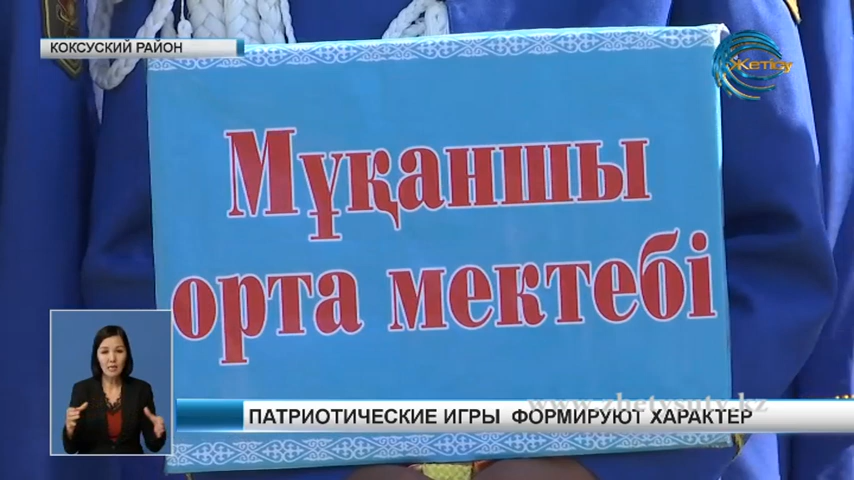 КОКСУСКИЙ РАЙОН
Жетісу
Мұқаншы
орта мектебі
www.zhetysutv.kz
ПАТРИОТИЧЕСКИЕ ИГРЫ ФОРМИРУЮТ ХАРАКТЕР